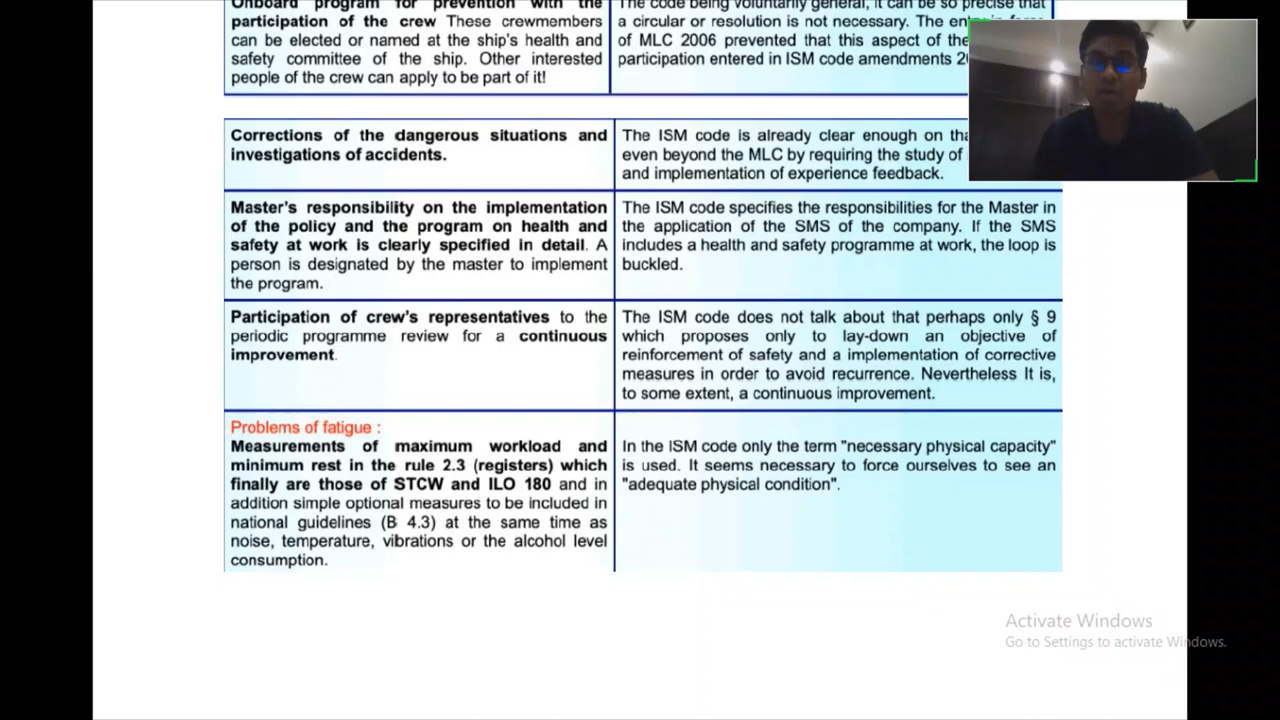 Onboard program for prevention with the
participation of the crew These crewmembers
can be elected or named at the ship's health and
safety committee of the ship. Other interested
people of the crew can apply to be part of it!
The code being voluntarily general, it can be so precise that
a circular or resolution is not necessary. The entry in force
of MLC 2006 prevented that this aspect of the
participation entered in ISM code amendments
Corrections of the dangerous situations and
investigations of accidents.
The ISM code is already clear enough on
even beyond the MLC by requiring the study of
and implementation of experience feedback.
Master's responsibility on the implementation
of the policy and the program on health and
safety at work is clearly specified in detail. A
person is designated by the master to implement
the program.
The ISM code specifies the responsibilities for the Master in
the application of the SMS of the company. If the SMS
includes a health and safety programme at work, the loop is
buckled.
Participation of crew's representatives to the
periodic programme review for a continuous
improvement.
The ISM code does not talk about that perhaps only § 9
which proposes only to lay-down an objective of
reinforcement of safety and a implementation of corrective
measures in order to avoid recurrence. Nevertheless It is,
to some extent, a continuous improvement.
Problems of fatigue :
Measurements of maximum workload and
minimum rest in the rule 2.3 (registers) which
finally are those of STCW and ILO 180 and in
addition simple optional measures to be included in
national guidelines (B 4.3) at the same time as
noise, temperature, vibrations or the alcohol level
consumption.
In the ISM code only the term "necessary physical capacity"
is used. It seems necessary to force ourselves to see an
"adequate physical condition".
Activate Windows
Go to Settings to activate Windows.